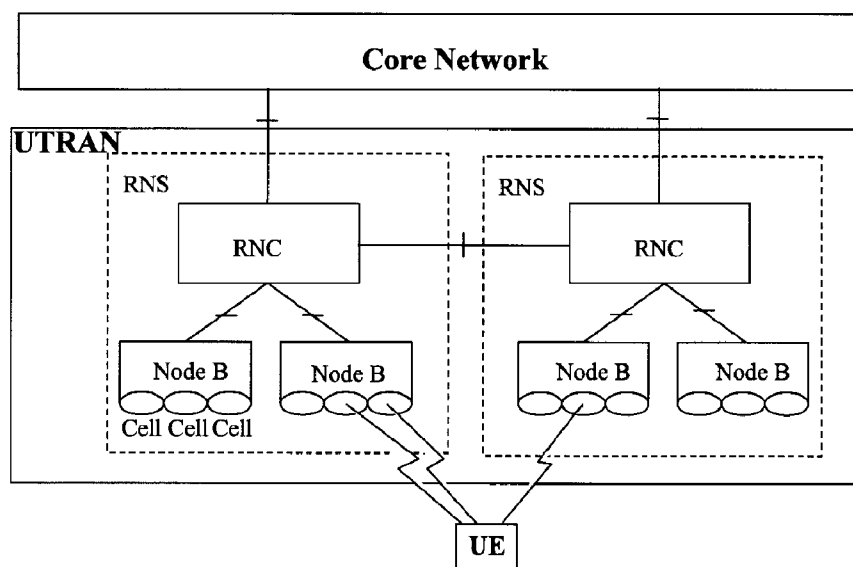 Core Network
UTRAN
RNS
RNS
RNC
RNC
Node B
Node B
Node B
Node B
Cell Cell Cell
UE